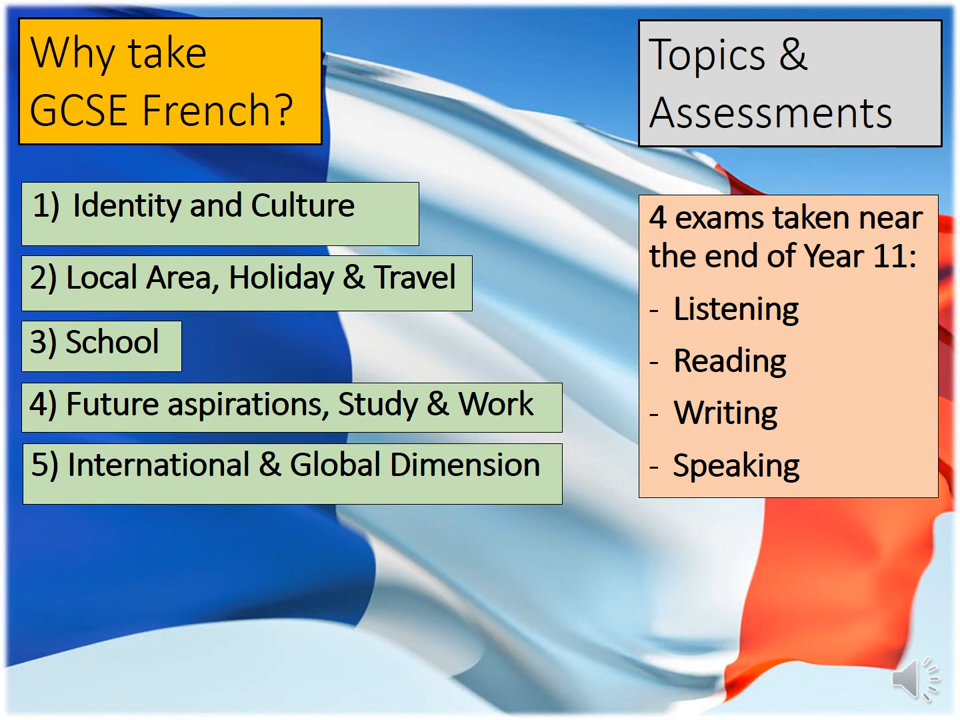 Why take
GCSE French?
Topics &
Assessments
1) Identity and Culture
2) Local Area, Holiday & Travel
3) School
4) Future aspirations, Study & Work
5) International & Global Dimension
4 exams taken near
the end of Year 11:
- Listening
- Reading
- Writing
- Speaking